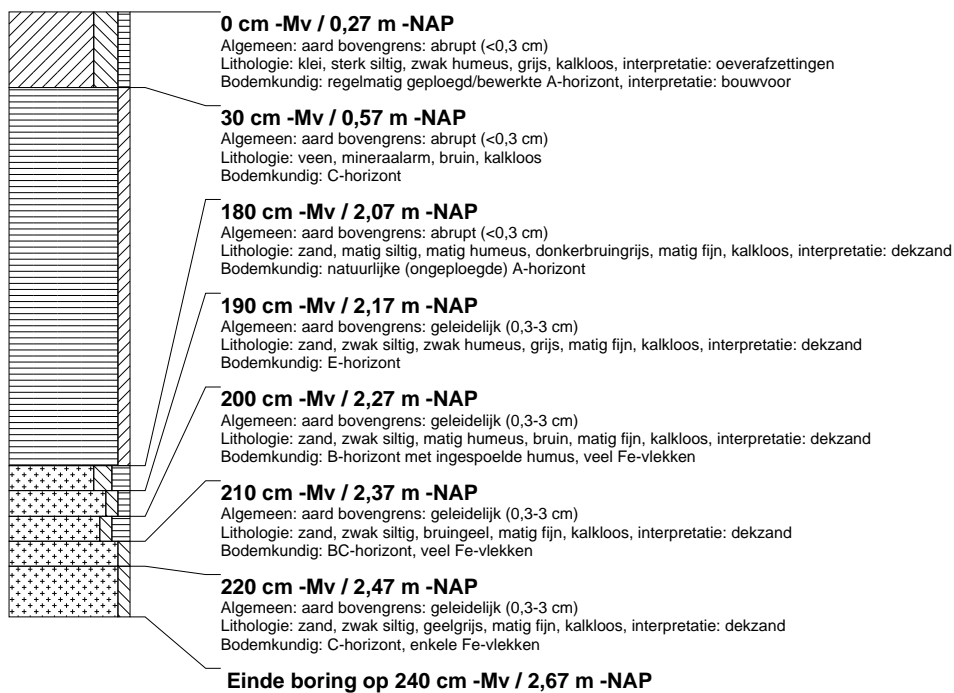 0 cm -Mv / 0,27 m -NAP
Algemeen: aard bovengrens: abrupt (<0,3 cm)
Lithologie: klei, sterk siltig, zwak humeus, grijs, kalkloos, interpretatie: oeverafzettingen
Bodemkundig: regelmatig geploegd/bewerkte A-horizont, interpretatie: bouwvoor
30 cm -Mv / 0,57 m -NAP
Algemeen: aard bovengrens: abrupt (<0,3 cm)
Lithologie: veen, mineraalarm, bruin, kalkloos
Bodemkundig: C-horizont
180 cm -Mv / 2,07 m -NAP
Algemeen: aard bovengrens: abrupt (<0,3 cm)
Lithologie: zand, matig siltig, matig humeus, donkerbruingrijs, matig fijn, kalkloos, interpretatie: dekzand
Bodemkundig: natuurlijke (ongeploegde) A-horizont
190 cm -Mv / 2,17 m -NAP
Algemeen: aard bovengrens: geleidelijk (0,3-3 cm)
Lithologie: zand, zwak siltig, zwak humeus, grijs, matig fijn, kalkloos, interpretatie: dekzand
Bodemkundig: E-horizont
200 cm -Mv / 2,27 m -NAP
Algemeen: aard bovengrens: geleidelijk (0,3-3 cm)
Lithologie: zand, zwak siltig, matig humeus, bruin, matig fijn, kalkloos, interpretatie: dekzand
Bodemkundig: B-horizont met ingespoelde humus, veel Fe-vlekken
210 cm -Mv / 2,37 m -NAP
Algemeen: aard bovengrens: geleidelijk (0,3-3 cm)
Lithologie: zand, zwak siltig, bruingeel, matig fijn, kalkloos, interpretatie: dekzand
Bodemkundig: BC-horizont, veel Fe-vlekken
220 cm -Mv / 2,47 m -NAP
Algemeen: aard bovengrens: geleidelijk (0,3-3 cm)
Lithologie: zand, zwak siltig, geelgrijs, matig fijn, kalkloos, interpretatie: dekzand
Bodemkundig: C-horizont, enkele Fe-vlekken
Einde boring op 240 cm -Mv / 2,67 m -NAP